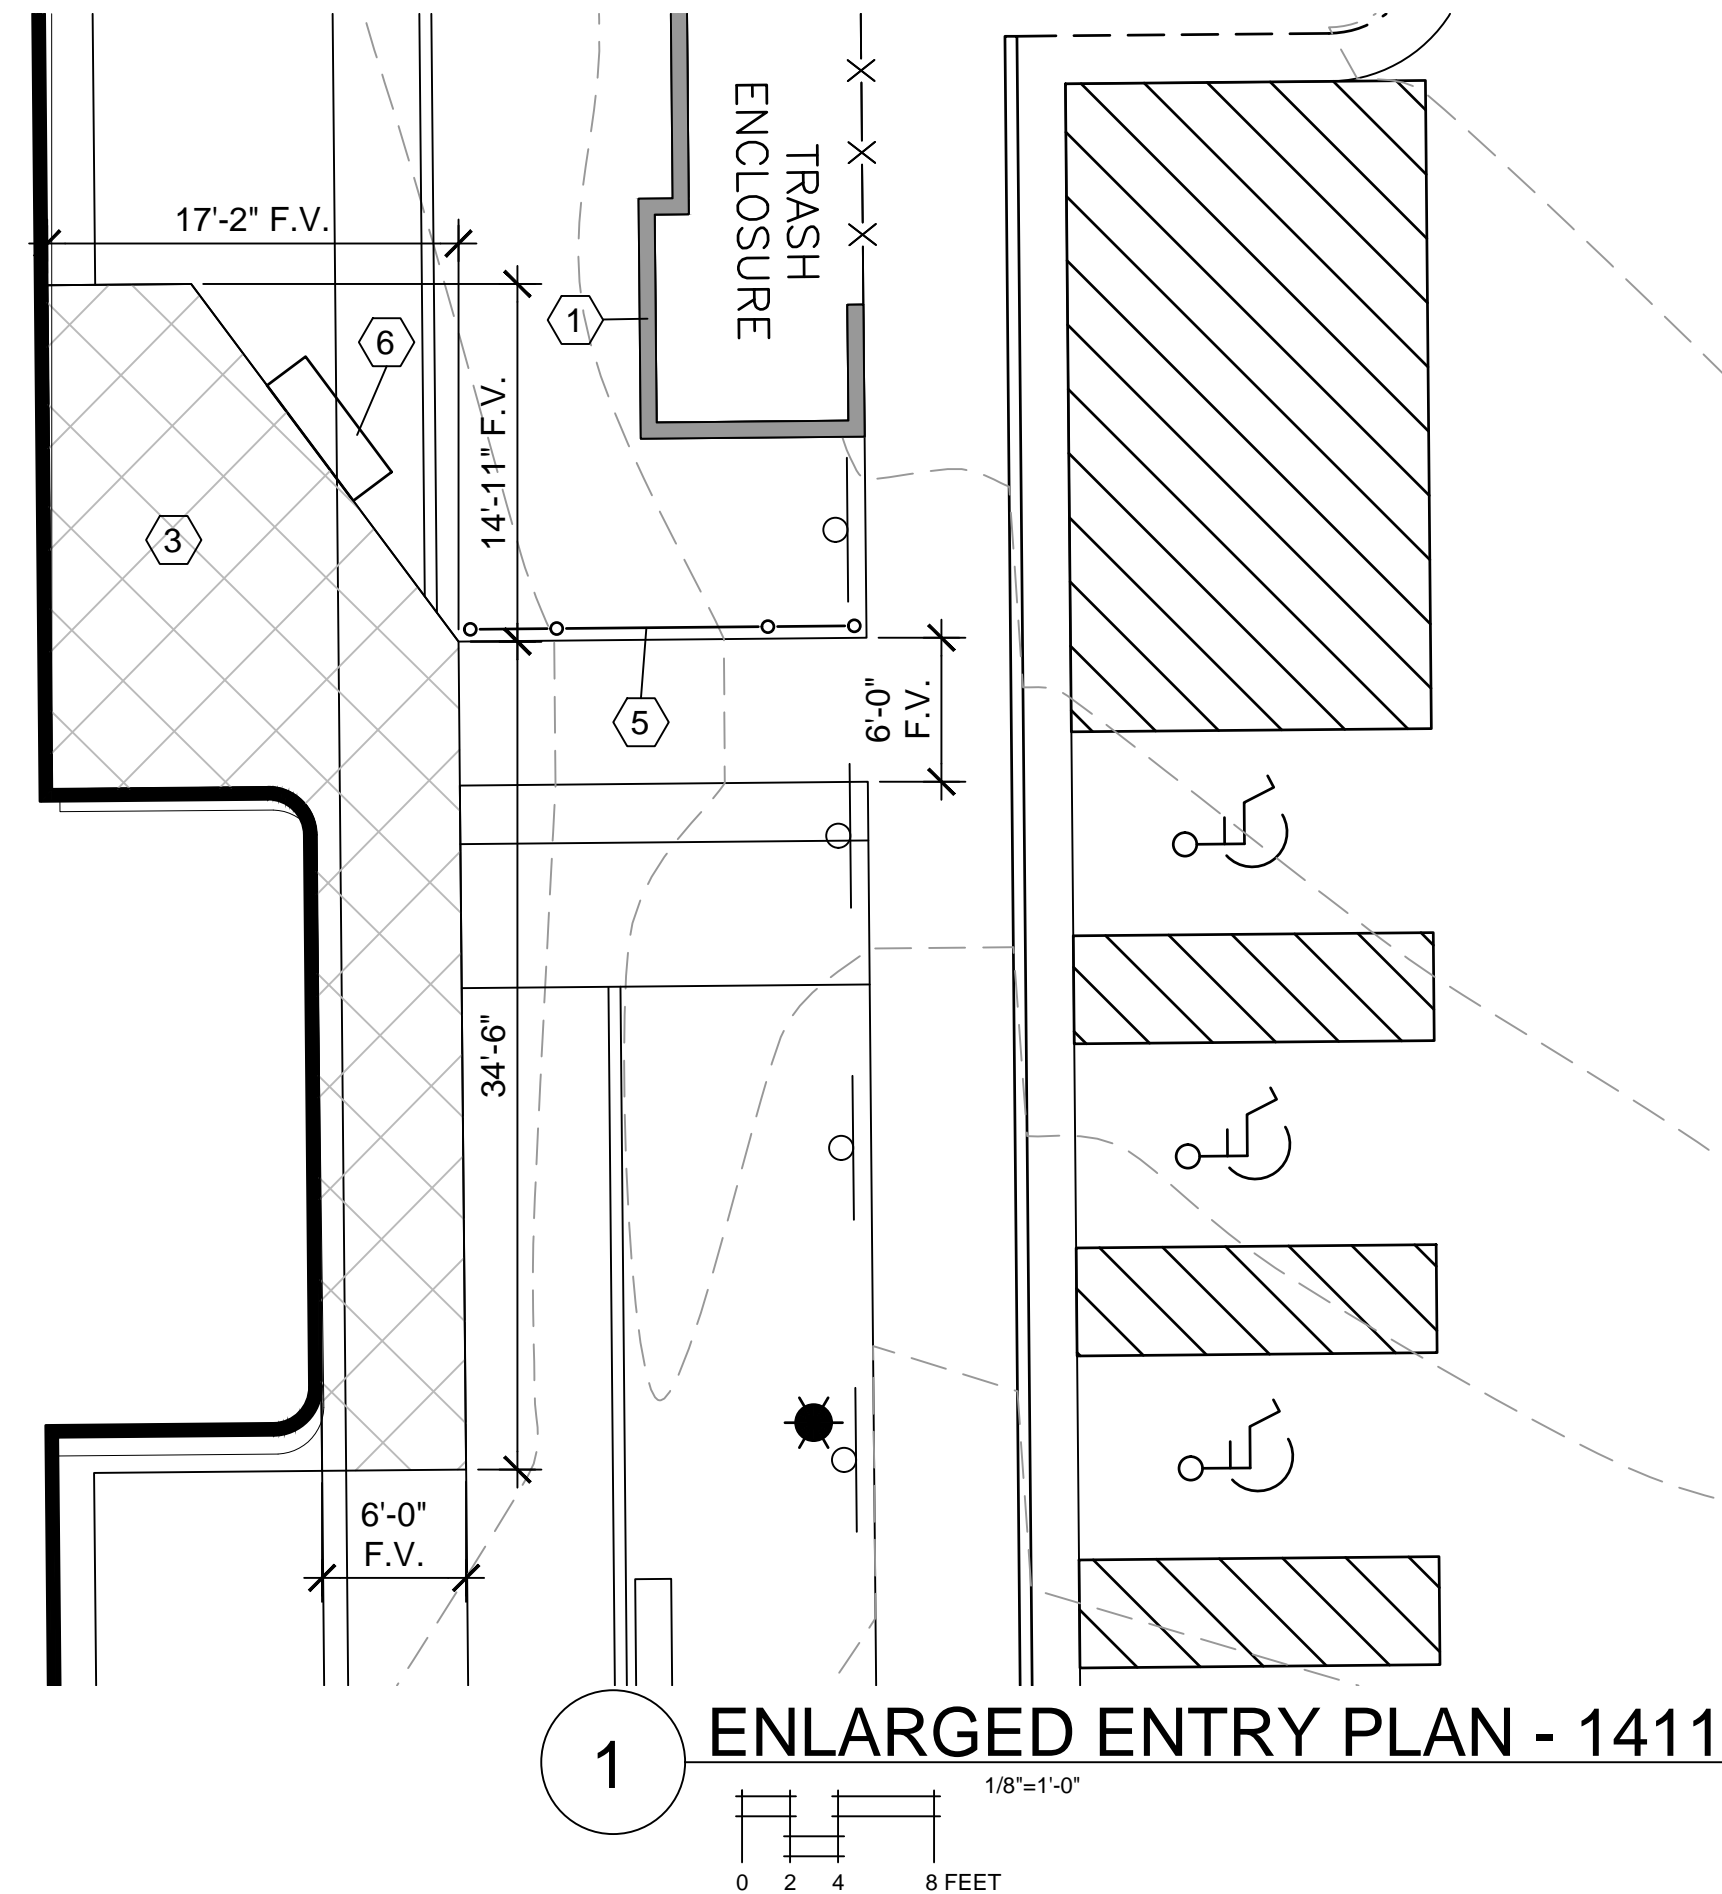 TRASH
ENCLOSURE
17'-2" F.V.
1
6
14'-11" F.V.
3
5
6'-0"
F.V.
34'-6"
6'-0"
F.V.
1
ENLARGED ENTRY PLAN - 1411
1/8"=1'-0"
0 2 4 8 FEET